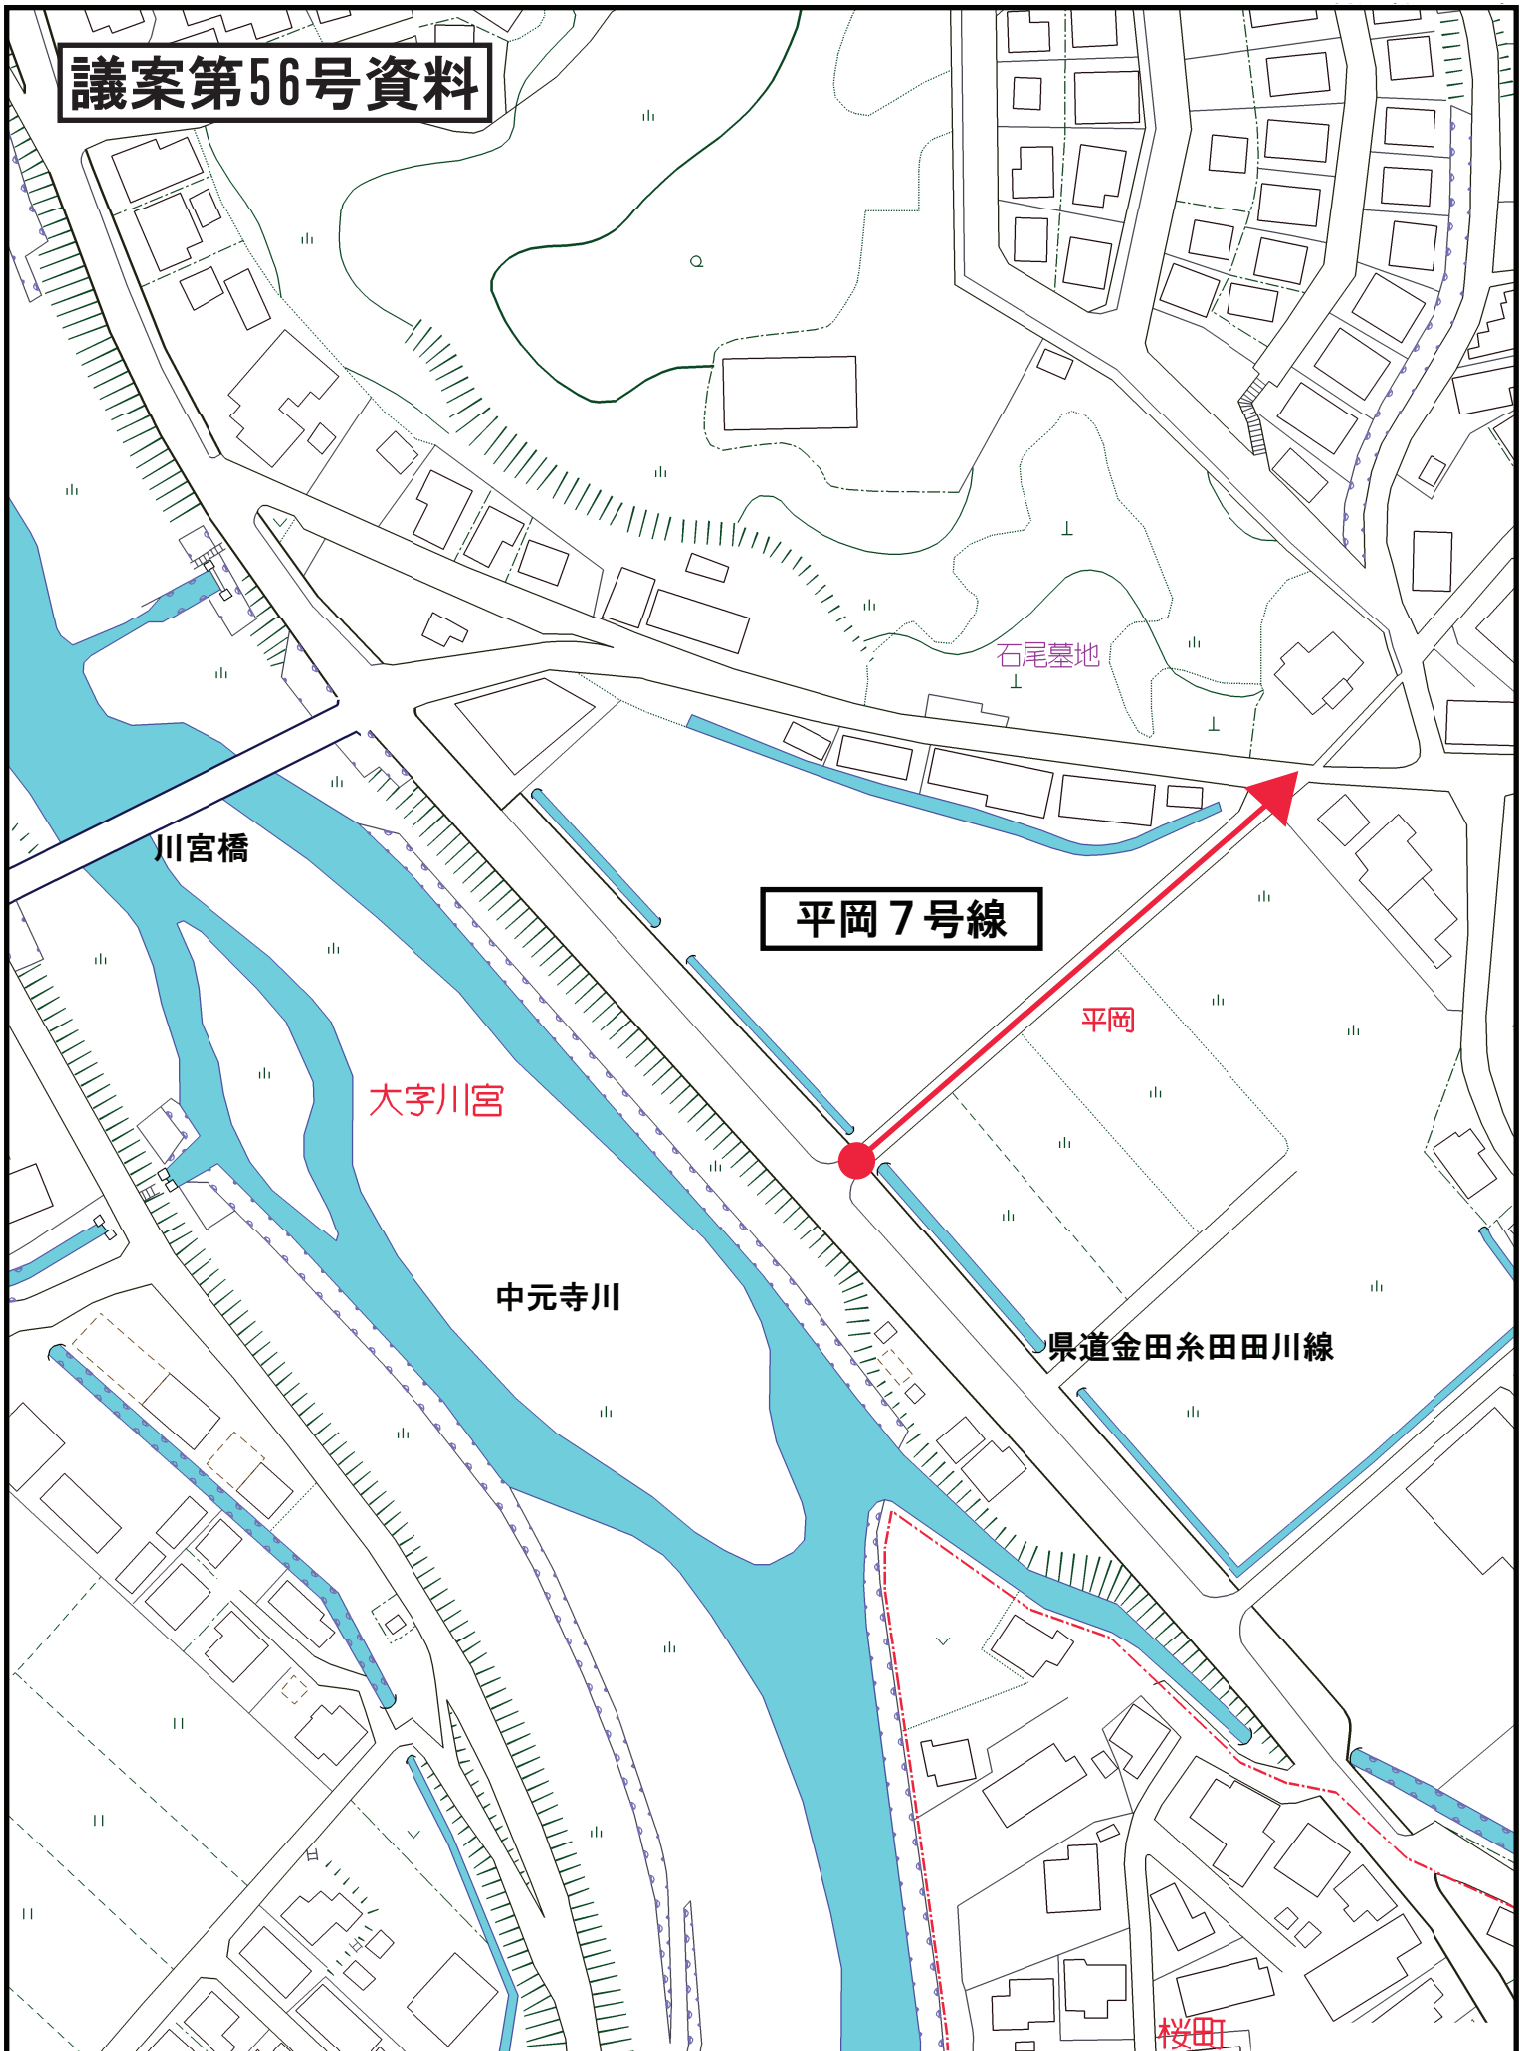 議案第56号資料
石尾墓地
川宮橋
平岡7号線
平岡
大字川宮
中元寺川
県道金田糸田田川線
桜町